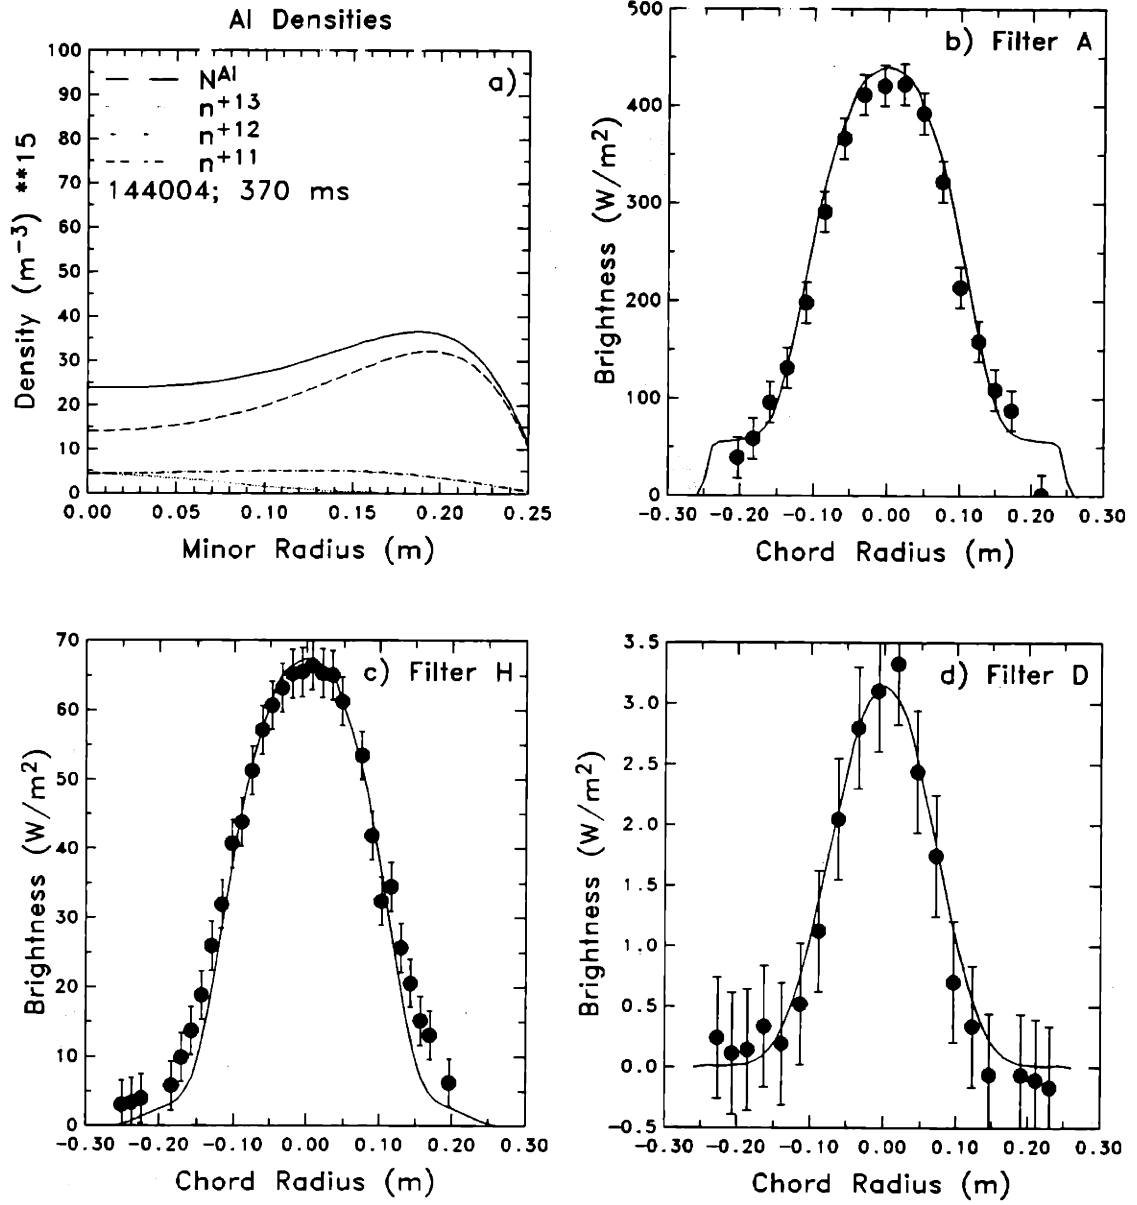 Al Densities
100
90
80
70
60
50
40
30
20
10
0
0.00 0.05 0.10 0.15 0.20 0.25
Density (m⁻³) **15
Minor Radius (m)
a)
N^Al
n⁺¹³
n⁺¹²
n⁺¹¹
144004; 370 ms
b) Filter A
500
400
300
200
100
0
-0.30 -0.20 -0.10 0.00 0.10 0.20 0.30
Brightness (W/m²)
Chord Radius (m)
c) Filter H
70
60
50
40
30
20
10
0
-0.30 -0.20 -0.10 0.00 0.10 0.20 0.30
Brightness (W/m²)
Chord Radius (m)
d) Filter D
3.5
3.0
2.5
2.0
1.5
1.0
0.5
0.0
-0.5
-0.30 -0.20 -0.10 0.00 0.10 0.20 0.30
Brightness (W/m²)
Chord Radius (m)